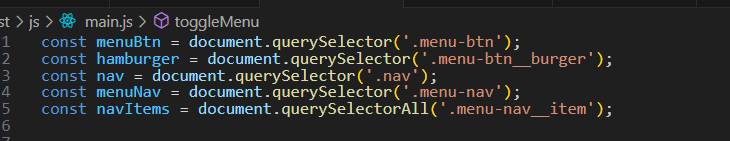 st > js > main.js > toggleMenu
1 const menuBtn = document.querySelector('.menu-btn');
2 const hamburger = document.querySelector('.menu-btn__burger');
3 const nav = document.querySelector('.nav');
4 const menuNav = document.querySelector('.menu-nav');
5 const navItems = document.querySelectorAll('.menu-nav__item');
6
7